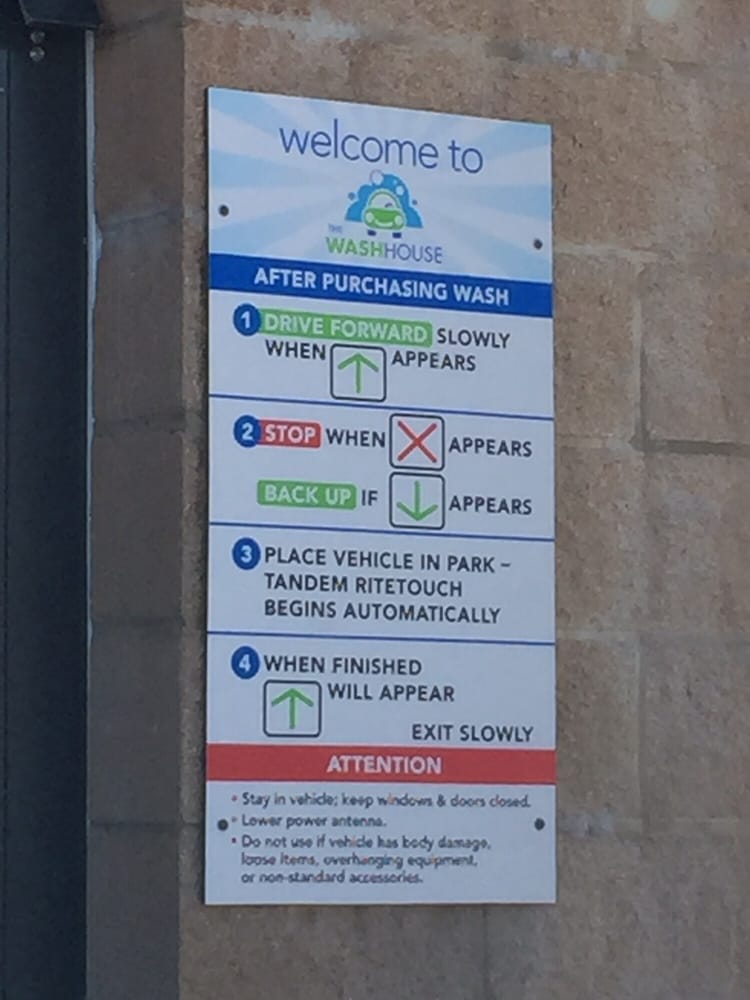 welcome to
THE
WASHHOUSE
AFTER PURCHASING WASH
1 DRIVE FORWARD SLOWLY
WHEN ↑ APPEARS
2 STOP WHEN X APPEARS
BACK UP IF ↓ APPEARS
3 PLACE VEHICLE IN PARK –
TANDEM RITETOUCH
BEGINS AUTOMATICALLY
4 WHEN FINISHED
↑ WILL APPEAR
EXIT SLOWLY
ATTENTION
• Stay in vehicle; keep windows & doors closed.
• Lower power antenna.
• Do not use if vehicle has body damage,
loose items, overhanging equipment,
or non-standard accessories.